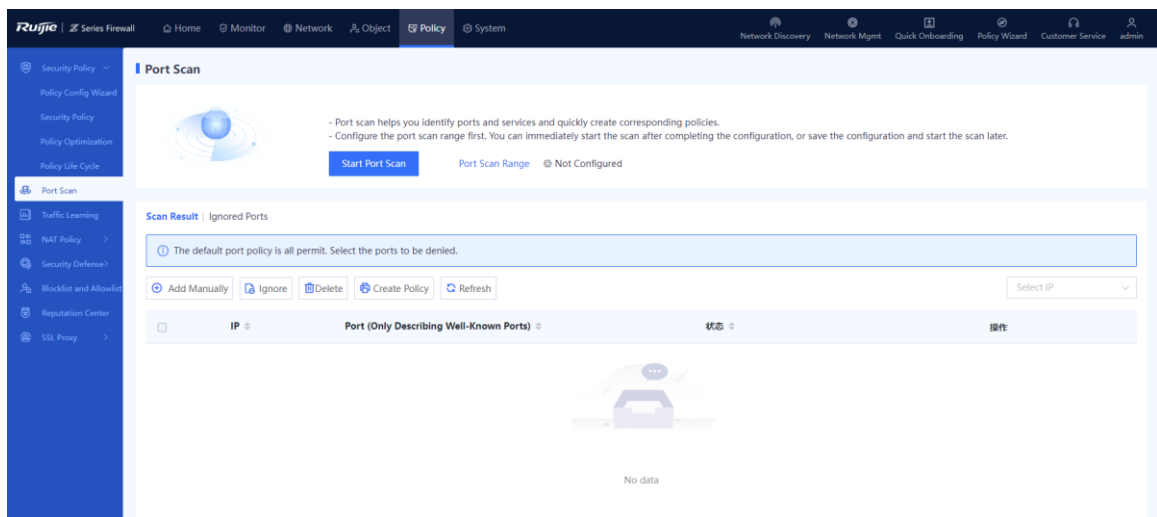 Ruijie | Z Series Firewall Home Monitor Network Object Policy System Network Discovery Network Mgmt Quick Onboarding Policy Wizard Customer Service admin
Security Policy
Policy Config Wizard
Security Policy
Policy Optimization
Policy Life Cycle
Port Scan
Traffic Learning
NAT Policy >
Security Defense>
Blocklist and Allowlist
Reputation Center
SSL Proxy >
Port Scan
- Port scan helps you identify ports and services and quickly create corresponding policies.
- Configure the port scan range first. You can immediately start the scan after completing the configuration, or save the configuration and start the scan later.
Start Port Scan Port Scan Range Not Configured
Scan Result | Ignored Ports
The default port policy is all permit. Select the ports to be denied.
Add Manually Ignore Delete Create Policy Refresh Select IP
IP Port (Only Describing Well-Known Ports) 状态 操作
No data